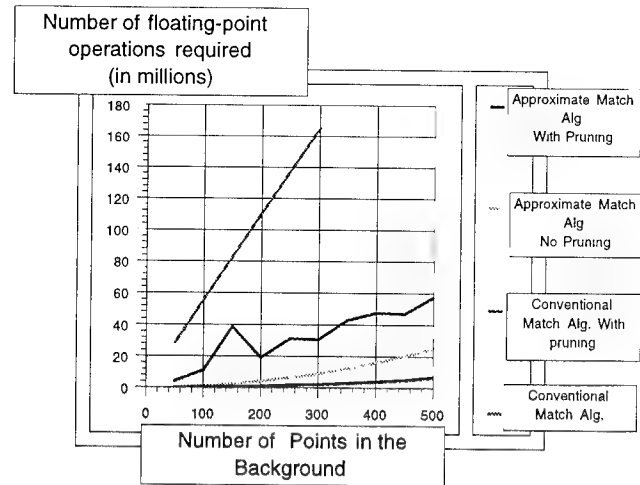 Number of floating-point
operations required
(in millions)
180
160
140
120
100
80
60
40
20
0
0
100
200
300
400
500
Number of Points in the
Background
Approximate Match
Alg
With Pruning
Approximate Match
Alg
No Pruning
Conventional
Match Alg. With
pruning
Conventional
Match Alg.